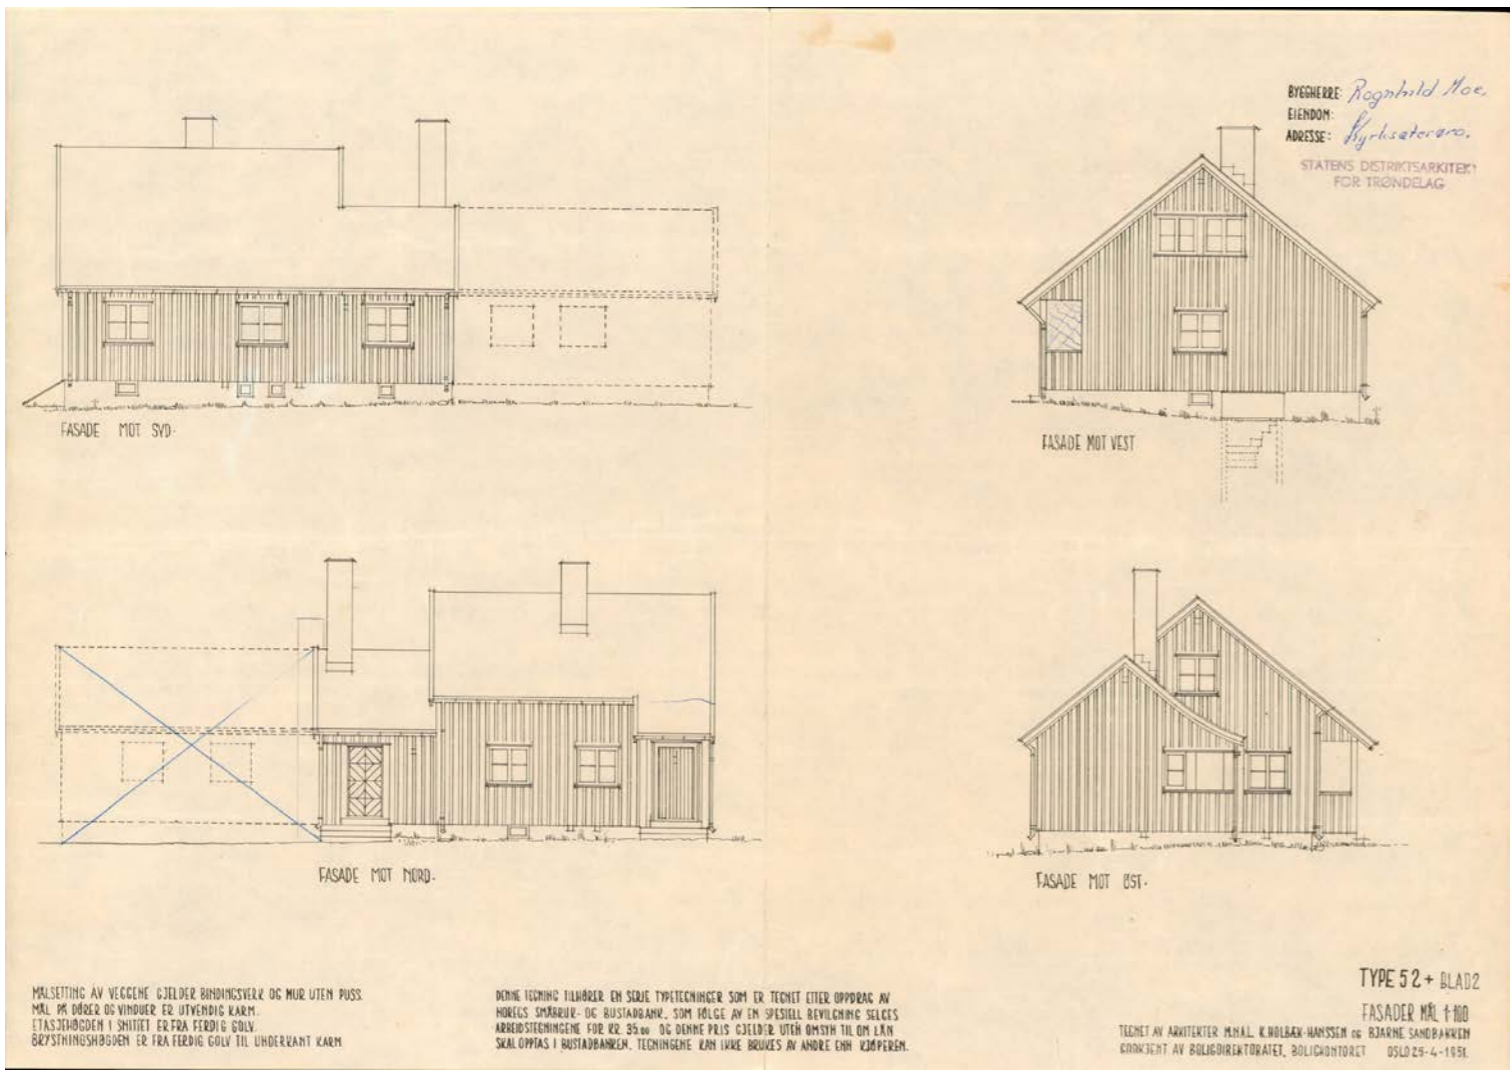 BYGGHERRE: Ragnhild Moe,
EIENDOM:
ADRESSE: Kyrksæterøra.
STATENS DISTRIKTSARKITEKT
FOR TRØNDELAG
FASADE MOT SYD.
FASADE MOT VEST
FASADE MOT NORD.
FASADE MOT ØST.
MÅLSETTING AV VEGGENE GJELDER BINDINGSVERK OG MUR UTEN PUSS.
MÅL PÅ DØRER OG VINDUER ER UTVENDIG KARM.
ETASJEHØGDEN I SNITTET ER FRA FERDIG GOLV.
BRYSTNINGSHØGDEN ER FRA FERDIG GOLV TIL UNDERKANT KARM
DENNE TEGNING TILHØRER EN SERIE TYPETEGNINGER SOM ER TEGNET ETTER OPPDRAG AV
NOREGS SMÅBRUK- OG BUSTADBANK. SOM FØLGE AV EN SPESIELL BEVILGNING SELGES
ARBEIDSTEGNINGENE FOR KR. 35.00 OG DENNE PRIS GJELDER UTEN OMSYN TIL OM LÅN
SKAL OPPTAS I BUSTADBANKEN. TEGNINGENE KAN IKKE BRUKES AV ANDRE ENN KJØPEREN.
TYPE 52+ BLAD2
FASADER MÅL 1:100
TEGNET AV ARKITEKTER M.N.A.L. K.HOLBÆK-HANSSEN OG BJARNE SANDBAKKEN
GODKJENT AV BOLIGDIREKTORATET, BOLIGKONTORET OSLO 25-4-1951.